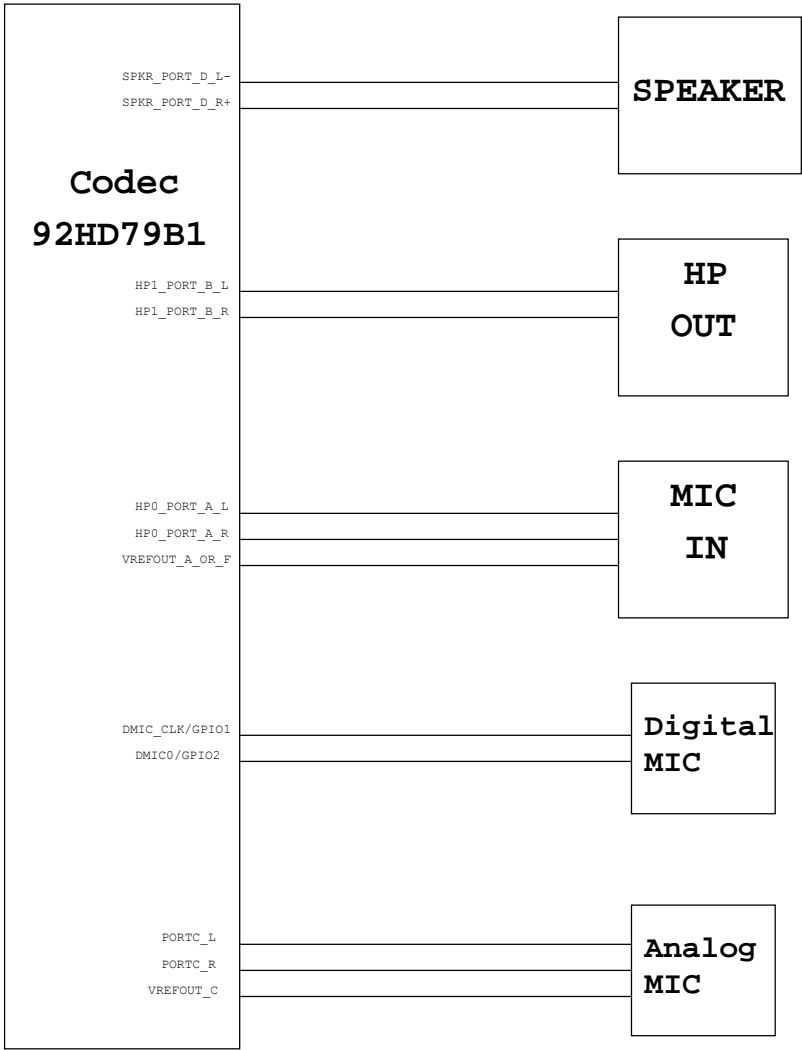 SPKR_PORT_D_L-
SPKR_PORT_D_R+
SPEAKER
Codec
92HD79B1
HP1_PORT_B_L
HP1_PORT_B_R
HP
OUT
HP0_PORT_A_L
HP0_PORT_A_R
VREFOUT_A_OR_F
MIC
IN
DMIC_CLK/GPIO1
DMIC0/GPIO2
Digital
MIC
PORTC_L
PORTC_R
VREFOUT_C
Analog
MIC